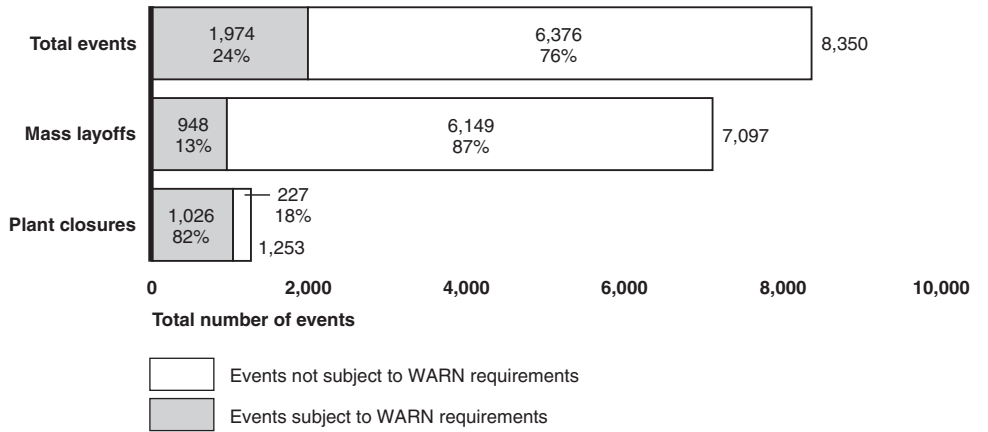 Total events
1,974
24%
6,376
76%
8,350
Mass layoffs
948
13%
6,149
87%
7,097
Plant closures
1,026
82%
227
18%
1,253
0 2,000 4,000 6,000 8,000 10,000
Total number of events
Events not subject to WARN requirements
Events subject to WARN requirements